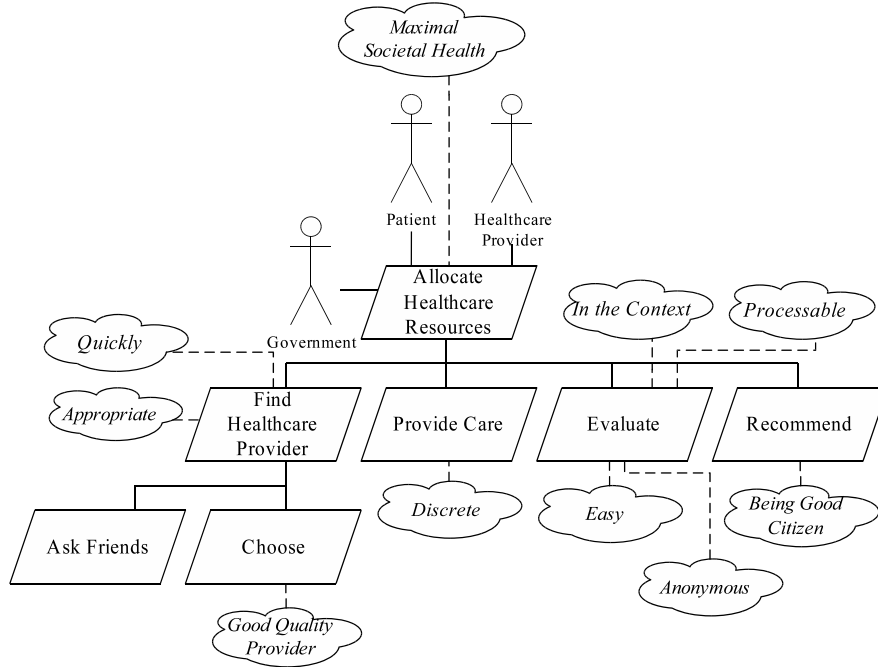 Maximal
Societal Health
Patient
Healthcare
Provider
Government
Allocate
Healthcare
Resources
In the Context
Processable
Quickly
Appropriate
Find
Healthcare
Provider
Provide Care
Evaluate
Recommend
Discrete
Easy
Being Good
Citizen
Ask Friends
Choose
Anonymous
Good Quality
Provider